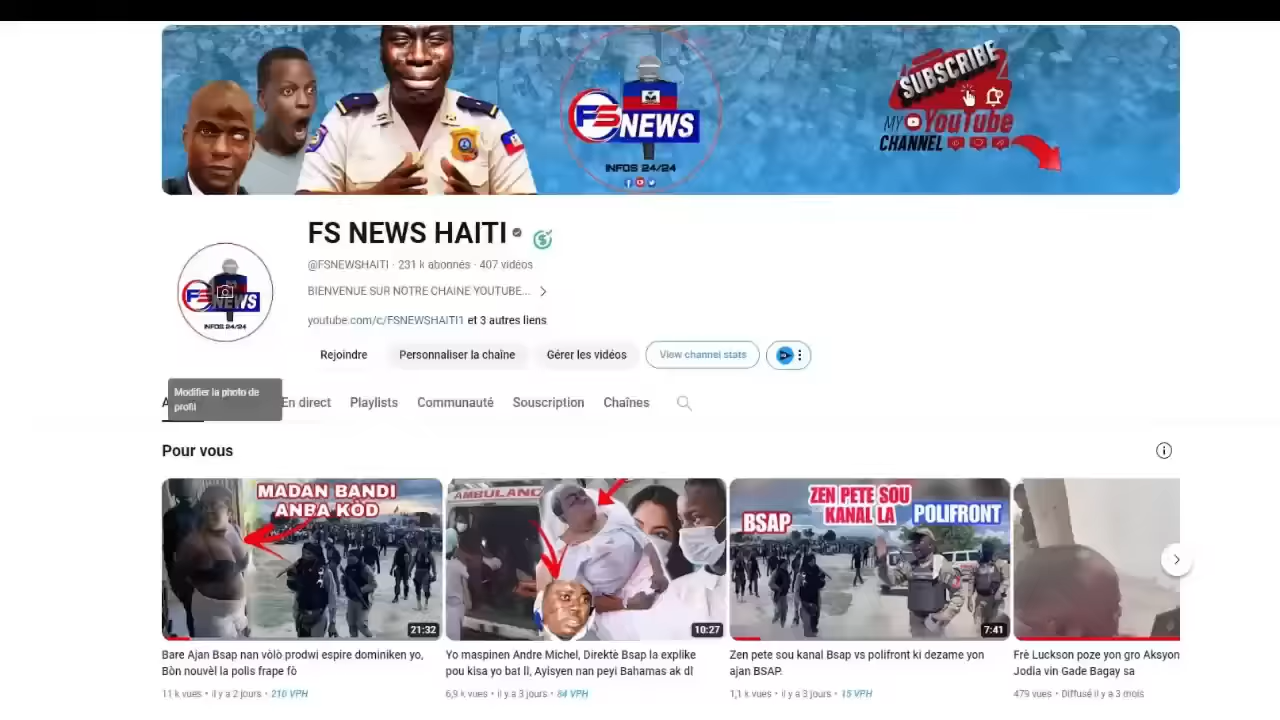 SUBSCRIBE
MY YouTube
CHANNEL
FS NEWS
INFOS 24/24
FS NEWS HAITI
@FSNEWSHAITI · 231 k abonnés · 407 vidéos
BIENVENUE SUR NOTRE CHAINE YOUTUBE...
youtube.com/c/FSNEWSHAITI1 et 3 autres liens
FS NEWS
INFOS 24/24
Rejoindre
Personnaliser la chaîne
Gérer les vidéos
View channel stats
Modifier la photo de
profil
En direct
Playlists
Communauté
Souscription
Chaînes
Pour vous
MADAN BANDI
ANBA KÒD
21:32
AMBULANC
10:27
ZEN PETE SOU
KANAL LA
BSAP
POLIFRONT
7:41
Bare Ajan Bsap nan vòlò prodwi espire dominiken yo,
Bòn nouvèl la polis frape fò
11 k vues • il y a 2 jours • 210 VPH
Yo maspinen Andre Michel, Direktè Bsap la explike
pou kisa yo bat li, Ayisyen nan peyi Bahamas ak dl
6,9 k vues • il y a 3 jours • 84 VPH
Zen pete sou kanal Bsap vs polifront ki dezame yon
ajan BSAP.
1,1 k vues • il y a 3 jours • 15 VPH
Frè Luckson poze yon gro Aksyon
Jodia vin Gade Bagay sa
479 vues • Diffusé il y a 3 mois